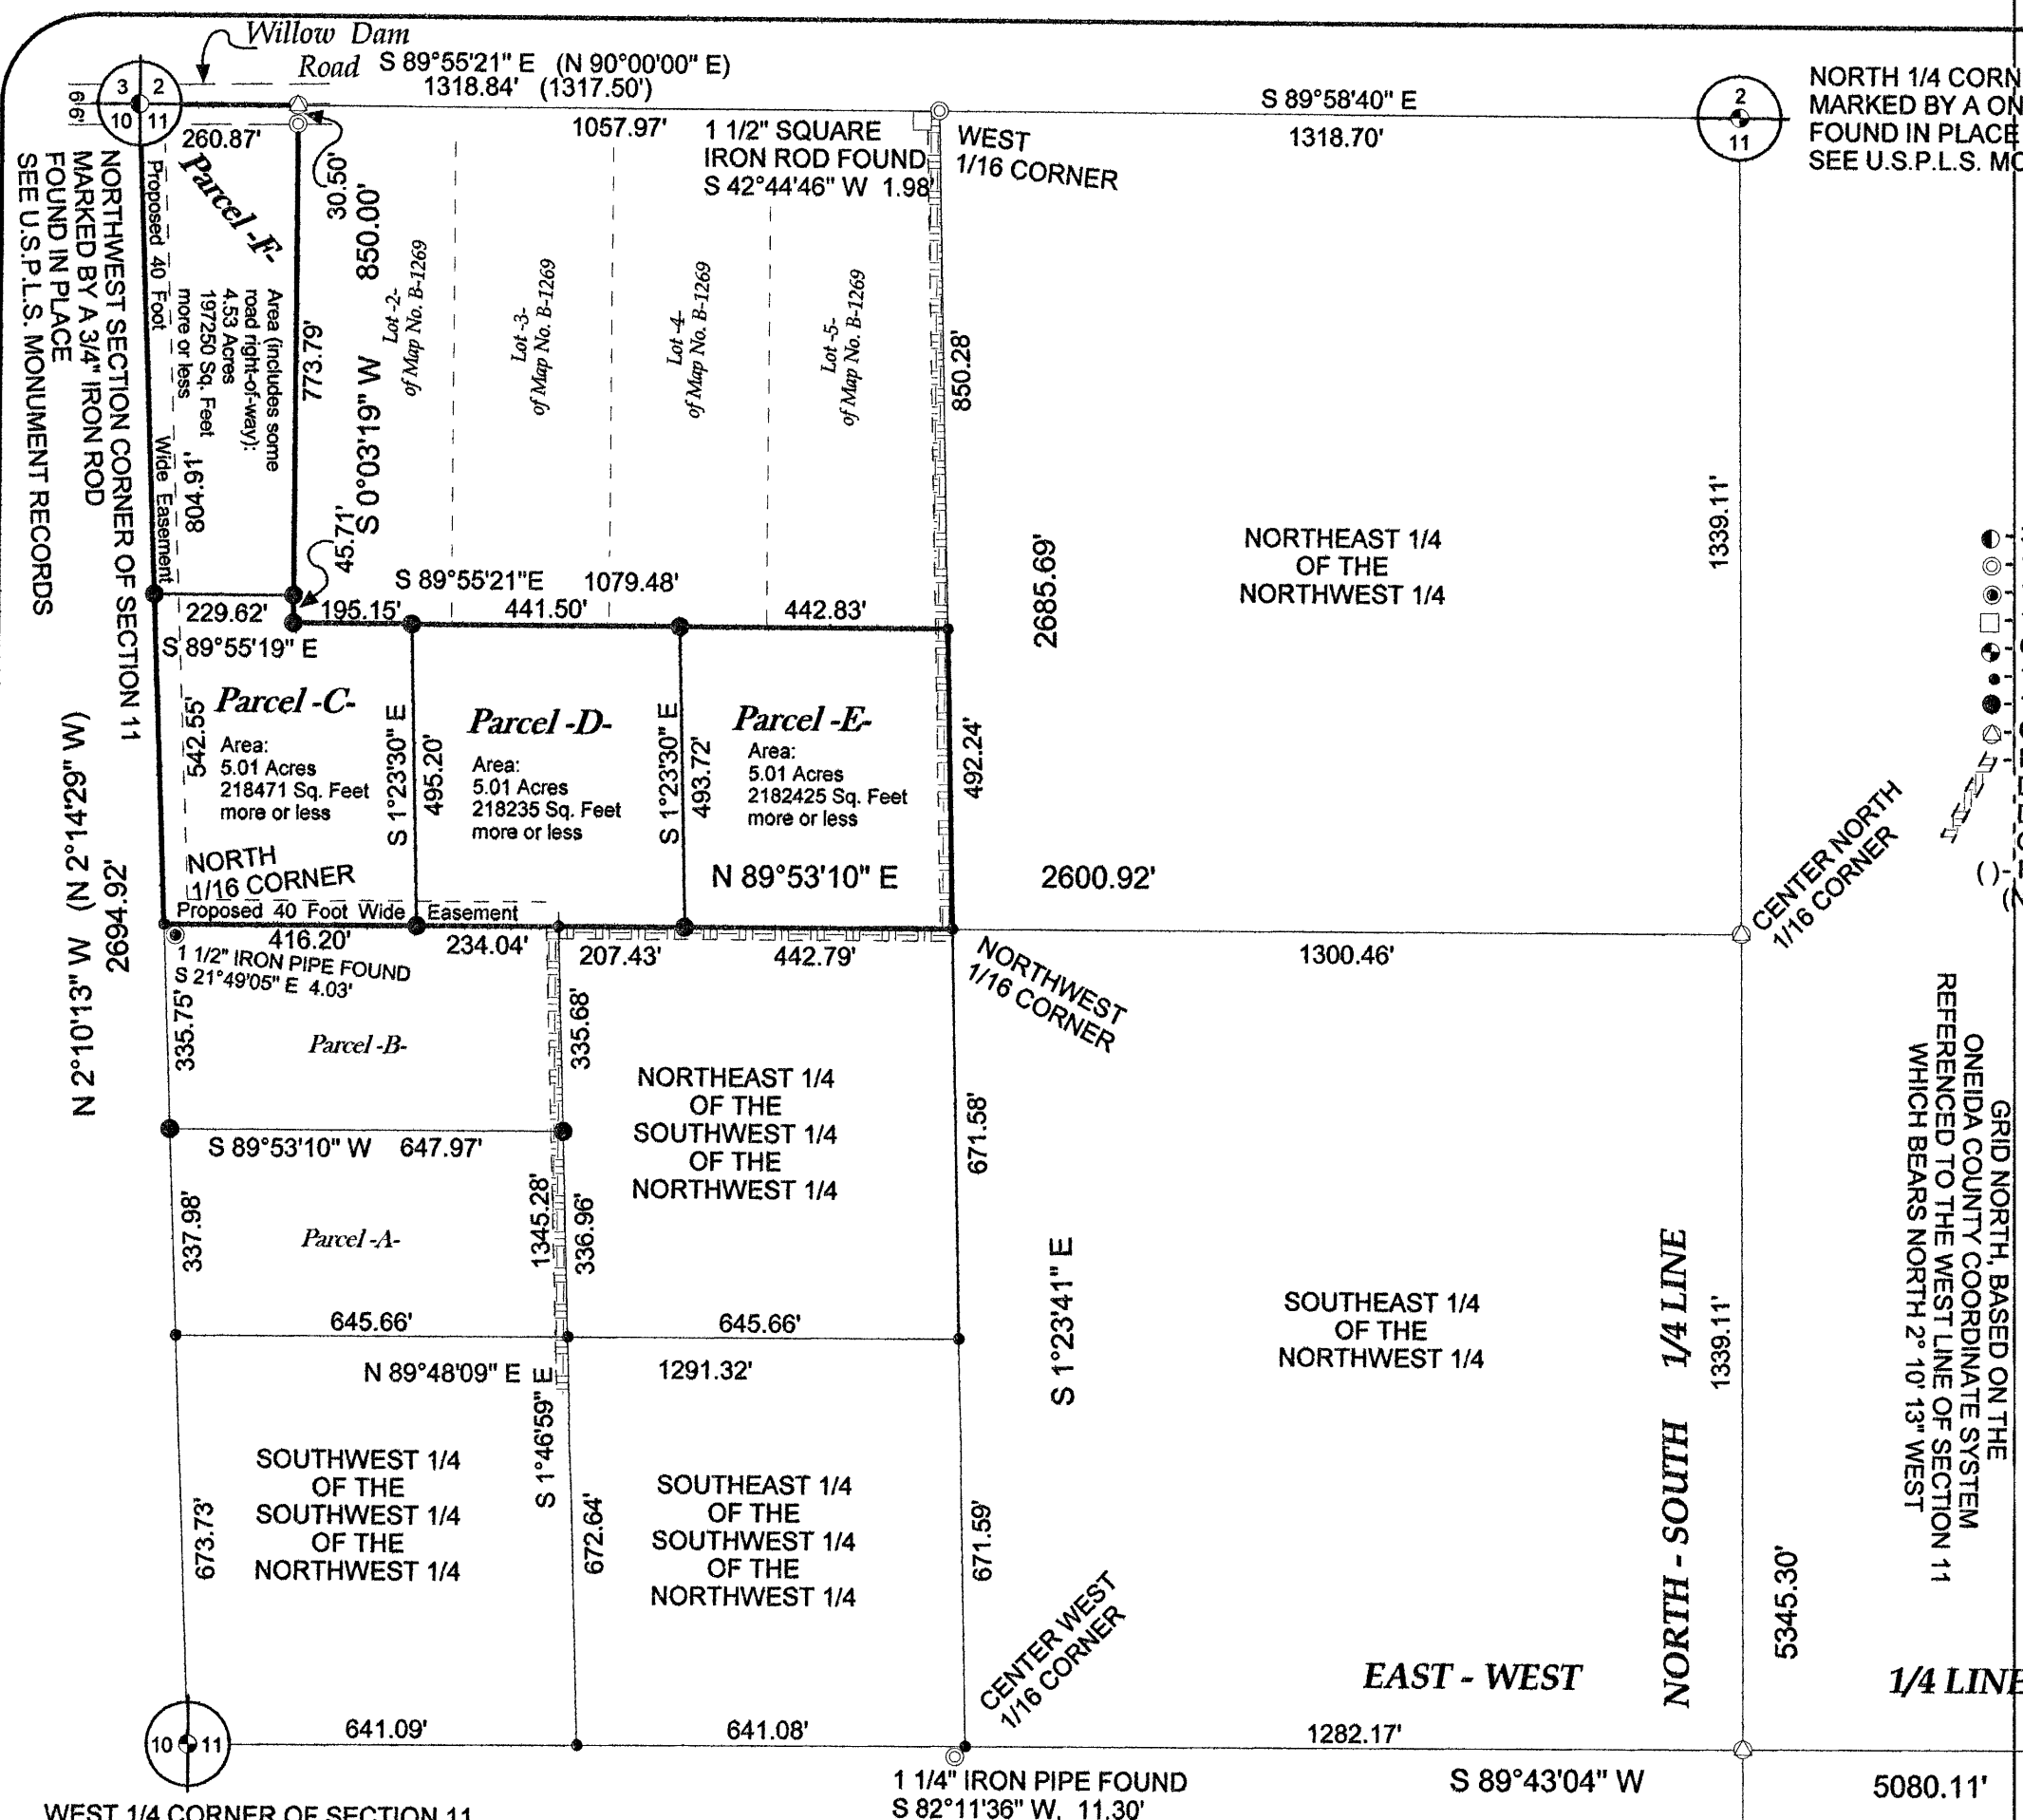 Willow Dam
Road
S 89°55'21" E (N 90°00'00" E)
1318.84' (1317.50')
S 89°58'40" E
1318.70'
NORTH 1/4 CORN
MARKED BY A ON
FOUND IN PLACE
SEE U.S.P.L.S. MO
3 2
10 11
66'
260.87'
1057.97'
1 1/2" SQUARE
IRON ROD FOUND
S 42°44'46" W 1.98'
WEST
1/16 CORNER
2
11
NORTHWEST SECTION CORNER OF SECTION 11
MARKED BY A 3/4" IRON ROD
FOUND IN PLACE
SEE U.S.P.L.S. MONUMENT RECORDS
Proposed 40 Foot
Wide Easement
Parcel -F-
Area (includes some
road right-of-way):
4.53 Acres
197250 Sq. Feet
more or less
804.91'
773.79'
30.50'
S 0°03'19" W 850.00'
45.71'
Lot -2-
of Map No. B-1269
Lot -3-
of Map No. B-1269
Lot -4-
of Map No. B-1269
Lot -5-
of Map No. B-1269
850.28'
2685.69'
NORTHEAST 1/4
OF THE
NORTHWEST 1/4
1339.11'
S 89°55'21"E 1079.48'
229.62'
195.15'
441.50'
442.83'
S 89°55'19" E
542.55'
Parcel -C-
Area:
5.01 Acres
218471 Sq. Feet
more or less
S 1°23'30" E
495.20'
Parcel -D-
Area:
5.01 Acres
218235 Sq. Feet
more or less
S 1°23'30" E
493.72'
Parcel -E-
Area:
5.01 Acres
2182425 Sq. Feet
more or less
492.24'
N 89°53'10" E
2600.92'
CENTER NORTH
1/16 CORNER
( )-
NORTH
1/16 CORNER
Proposed 40 Foot Wide Easement
416.20'
234.04'
207.43'
442.79'
1300.46'
1 1/2" IRON PIPE FOUND
S 21°49'05" E 4.03'
NORTHWEST
1/16 CORNER
N 2°10'13" W (N 2°14'29" W)
2694.92'
335.75'
Parcel -B-
335.68'
NORTHEAST 1/4
OF THE
SOUTHWEST 1/4
OF THE
NORTHWEST 1/4
671.58'
S 89°53'10" W 647.97'
337.98'
Parcel -A-
1345.28'
336.96'
S 1°23'41" E
SOUTHEAST 1/4
OF THE
NORTHWEST 1/4
NORTH - SOUTH 1/4 LINE
1339.11'
GRID NORTH, BASED ON THE
ONEIDA COUNTY COORDINATE SYSTEM
REFERENCED TO THE WEST LINE OF SECTION 11
WHICH BEARS NORTH 2° 10' 13" WEST
645.66'
645.66'
N 89°48'09" E
1291.32'
S 1°46'59" E
SOUTHWEST 1/4
OF THE
SOUTHWEST 1/4
OF THE
NORTHWEST 1/4
673.73'
672.64'
SOUTHEAST 1/4
OF THE
SOUTHWEST 1/4
OF THE
NORTHWEST 1/4
671.59'
5345.30'
CENTER WEST
1/16 CORNER
EAST - WEST
1/4 LINE
10 11
641.09'
641.08'
1282.17'
1 1/4" IRON PIPE FOUND
S 82°11'36" W, 11.30'
S 89°43'04" W
5080.11'
WEST 1/4 CORNER OF SECTION 11